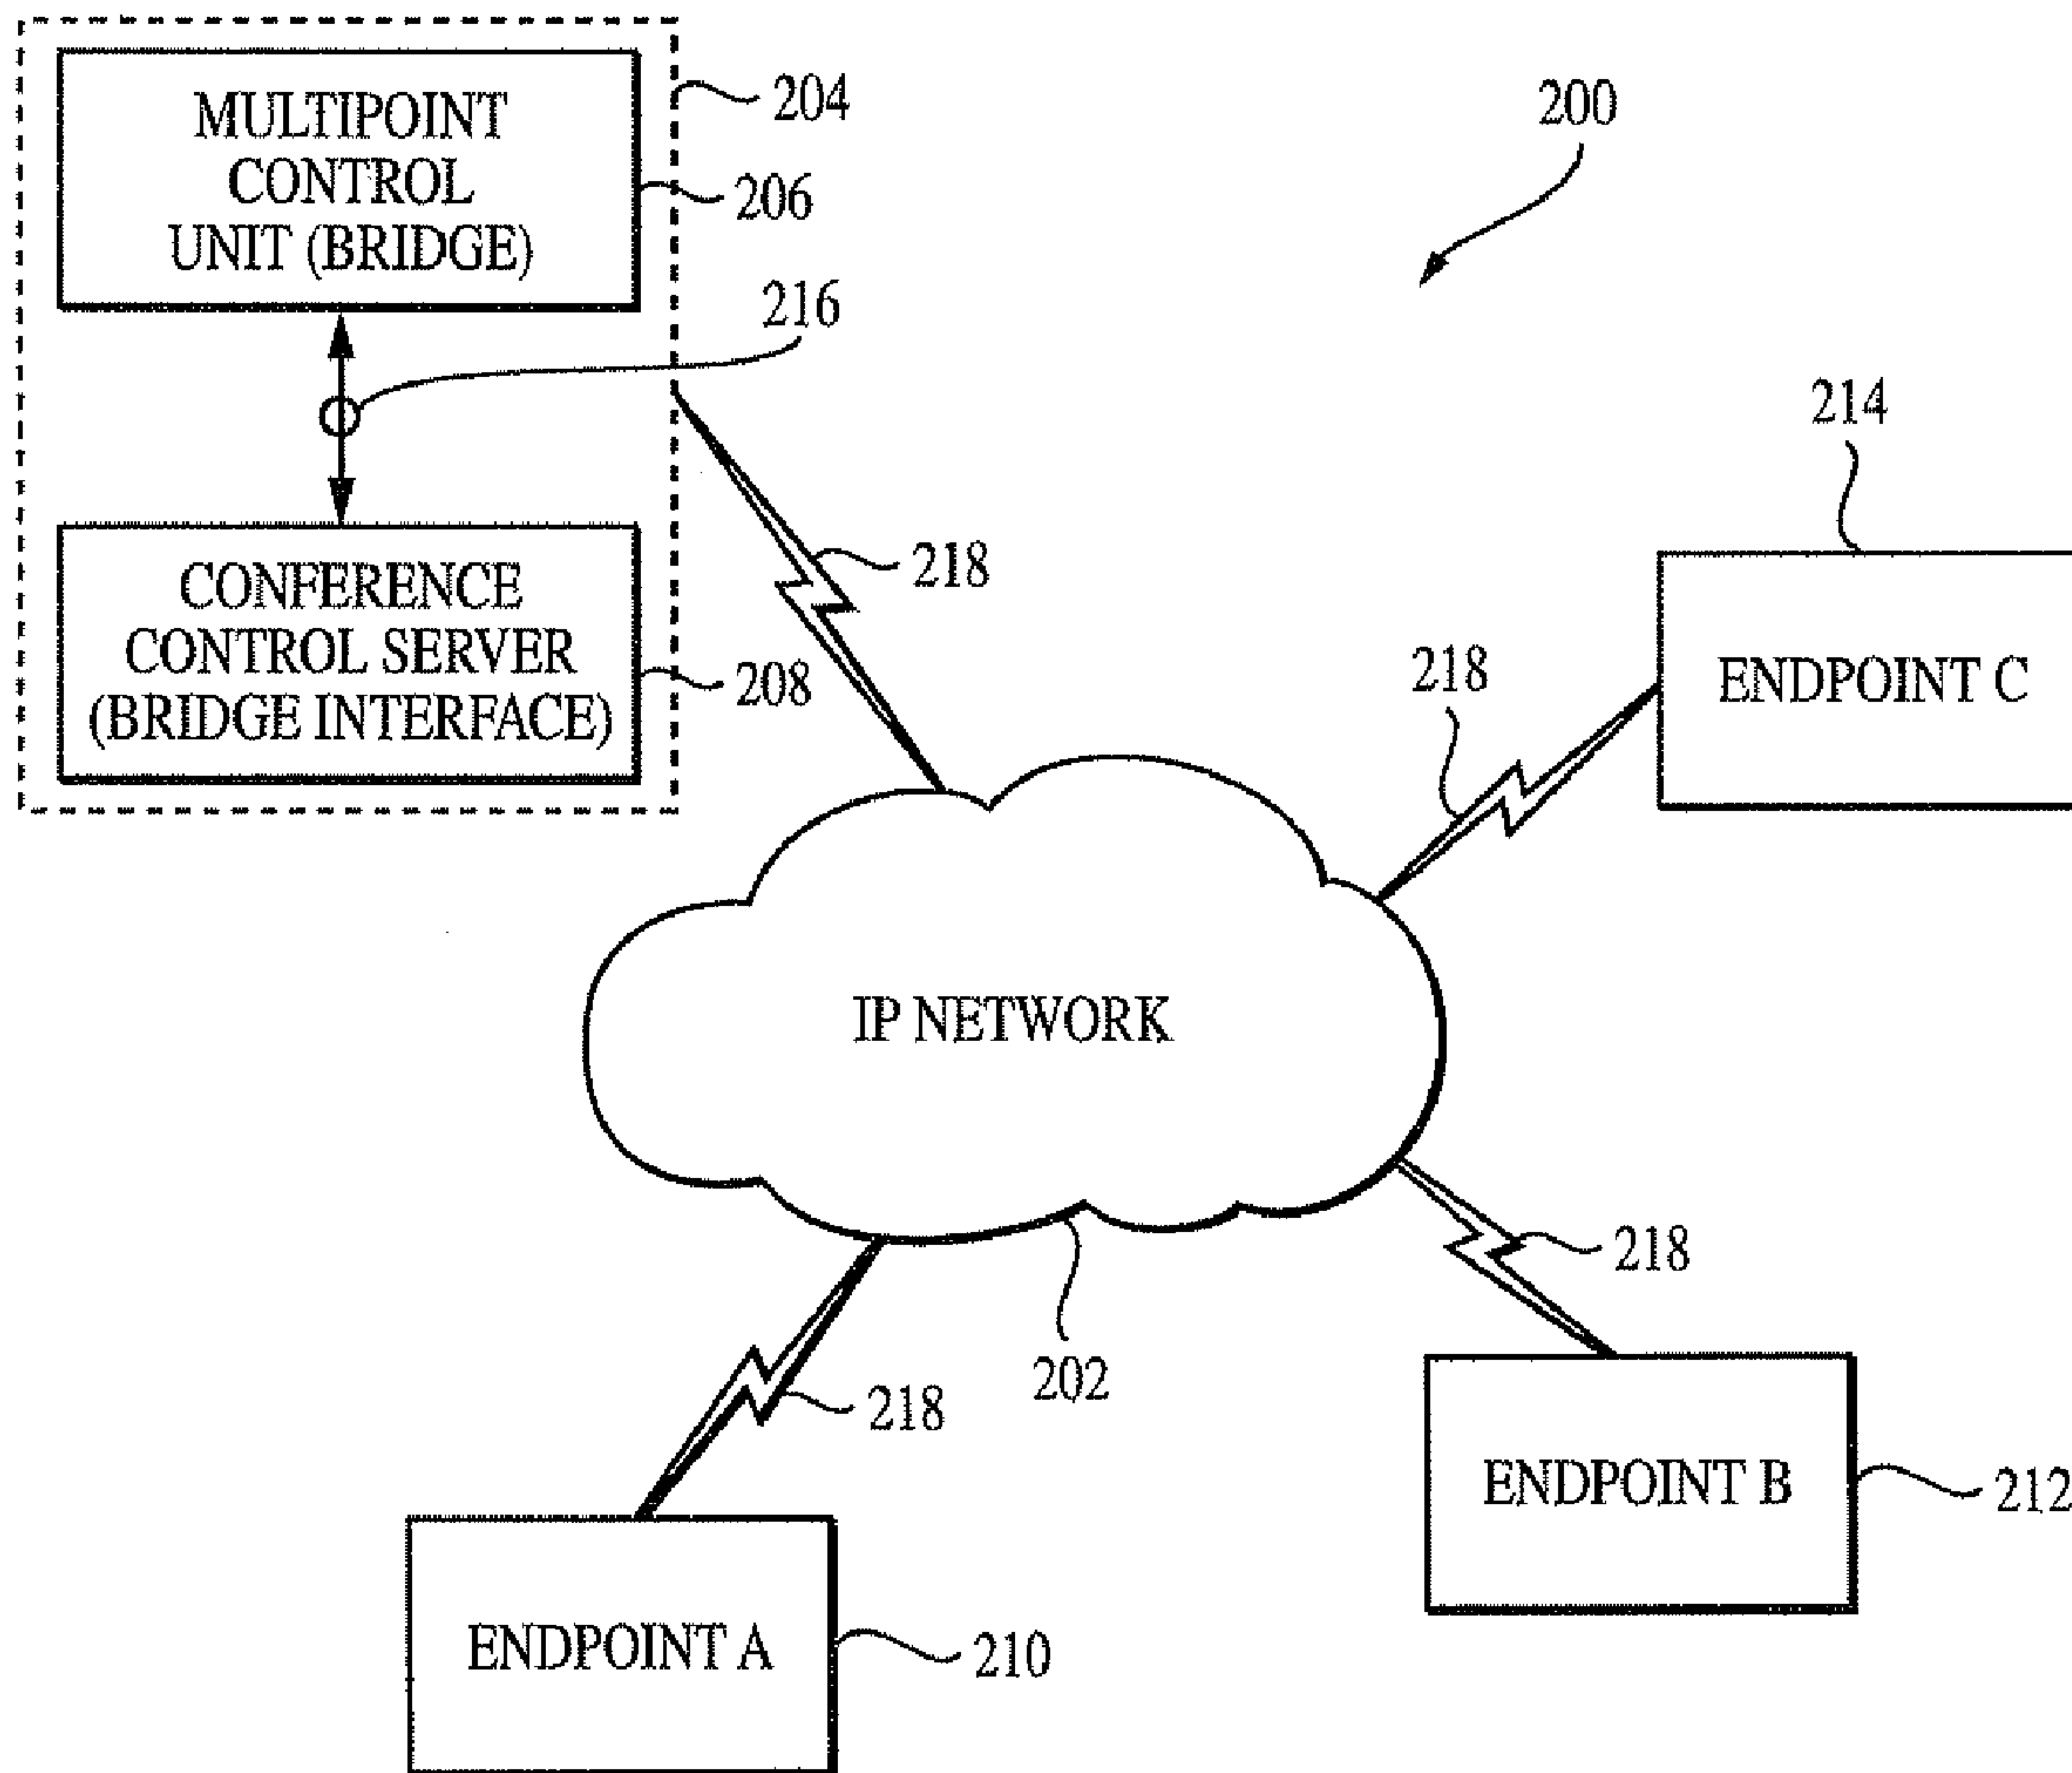 MULTIPOINT
CONTROL
UNIT (BRIDGE)
204
206
200
216
CONFERENCE
CONTROL SERVER
(BRIDGE INTERFACE)
208
218
214
218
ENDPOINT C
IP NETWORK
218
202
218
ENDPOINT B
212
ENDPOINT A
210